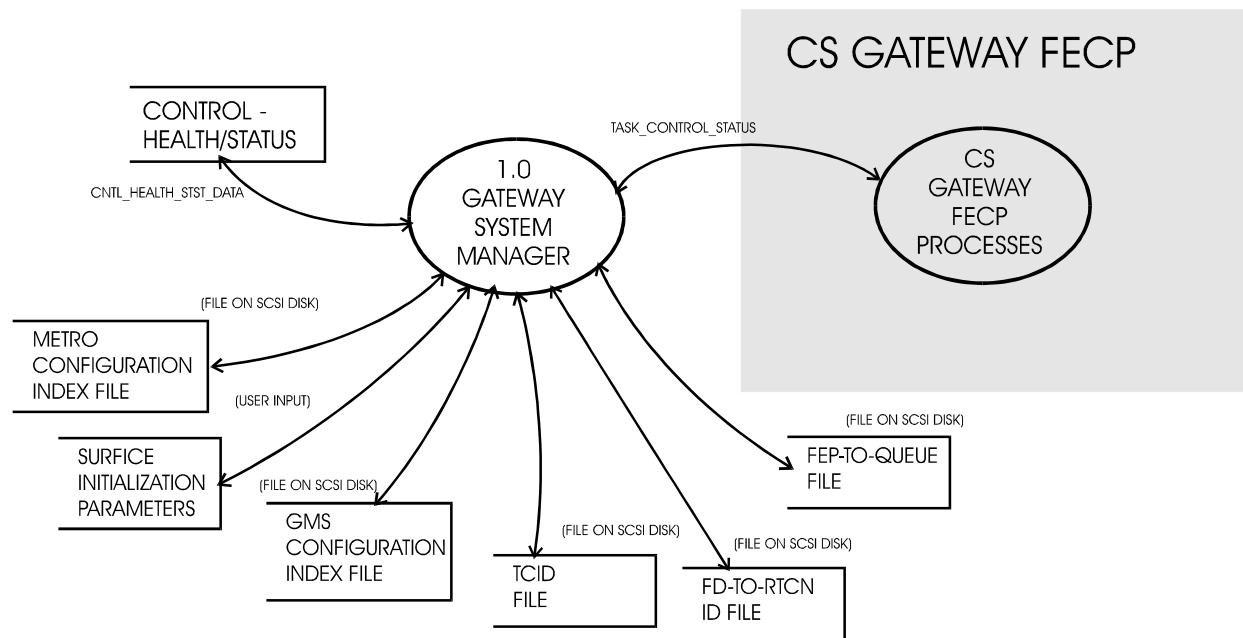 CS GATEWAY FECP
CONTROL -
HEALTH/STATUS
TASK_CONTROL_STATUS
CNTL_HEALTH_STST_DATA
1.0
GATEWAY
SYSTEM
MANAGER
CS
GATEWAY
FECP
PROCESSES
(FILE ON SCSI DISK)
METRO
CONFIGURATION
INDEX FILE
(USER INPUT)
SURFICE
INITIALIZATION
PARAMETERS
(FILE ON SCSI DISK)
GMS
CONFIGURATION
INDEX FILE
(FILE ON SCSI DISK)
TCID
FILE
(FILE ON SCSI DISK)
FD-TO-RTCN
ID FILE
(FILE ON SCSI DISK)
FEP-TO-QUEUE
FILE